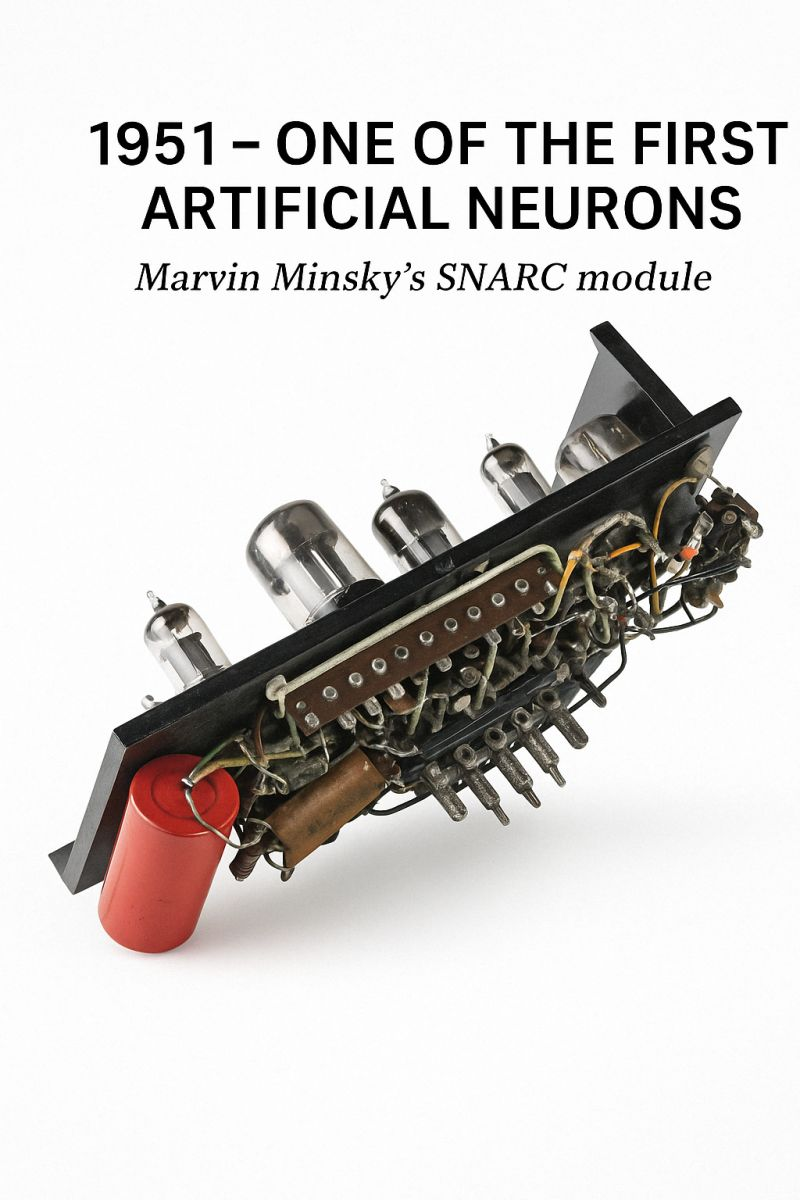 1951 – ONE OF THE FIRST
ARTIFICIAL NEURONS
Marvin Minsky’s SNARC module